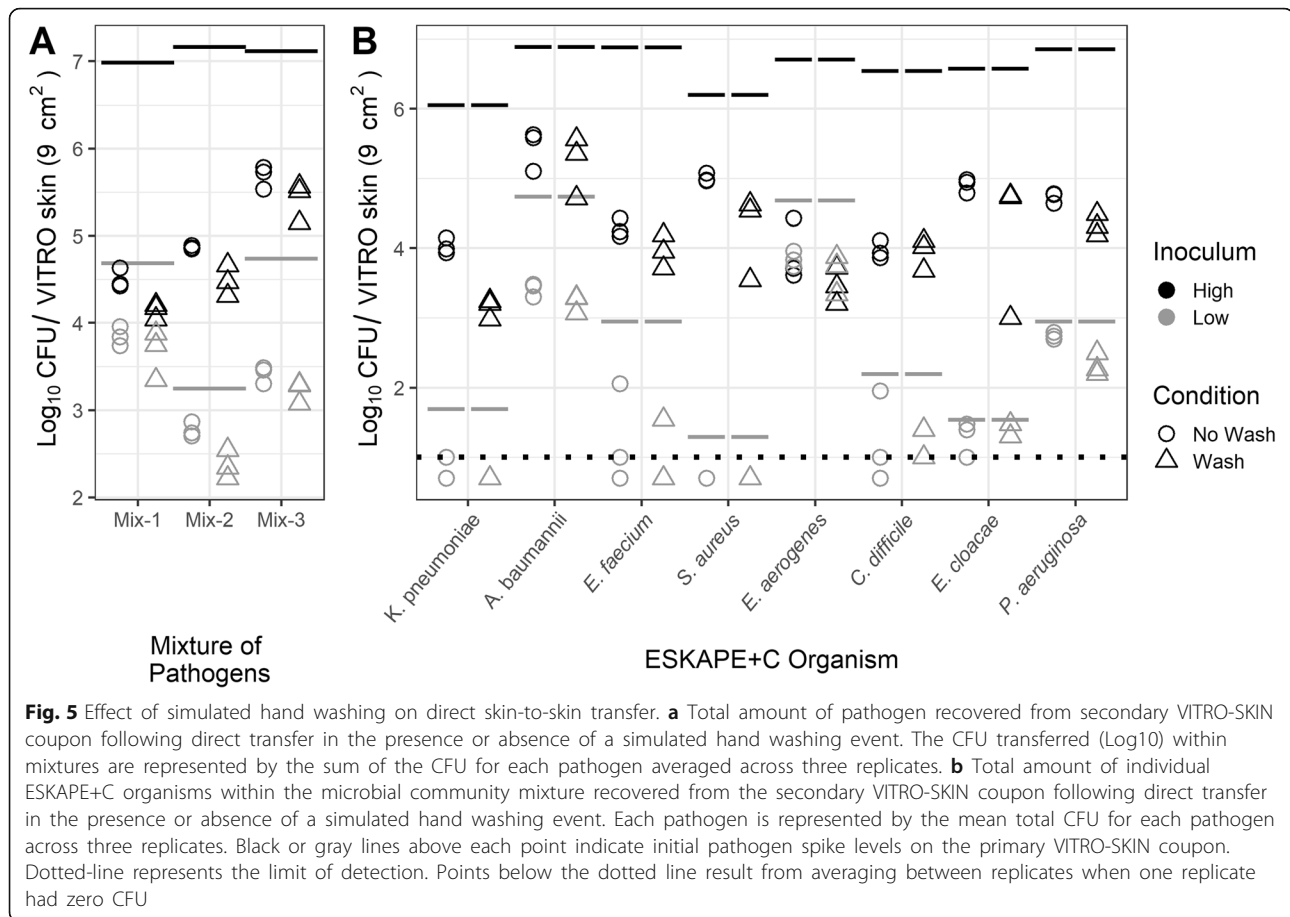 A
B
Log10 CFU/ VITRO skin (9 cm2)
7
6
5
4
3
2
Mix-1 Mix-2 Mix-3
Mixture of
Pathogens
Log10 CFU/ VITRO skin (9 cm2)
6
4
2
K. pneumoniae
A. baumannii
E. faecium
S. aureus
E. aerogenes
C. difficile
E. cloacae
P. aeruginosa
ESKAPE+C Organism
Inoculum
High
Low
Condition
No Wash
Wash
Fig. 5 Effect of simulated hand washing on direct skin-to-skin transfer. a Total amount of pathogen recovered from secondary VITRO-SKIN
coupon following direct transfer in the presence or absence of a simulated hand washing event. The CFU transferred (Log10) within
mixtures are represented by the sum of the CFU for each pathogen averaged across three replicates. b Total amount of individual
ESKAPE+C organisms within the microbial community mixture recovered from the secondary VITRO-SKIN coupon following direct transfer
in the presence or absence of a simulated hand washing event. Each pathogen is represented by the mean total CFU for each pathogen
across three replicates. Black or gray lines above each point indicate initial pathogen spike levels on the primary VITRO-SKIN coupon.
Dotted-line represents the limit of detection. Points below the dotted line result from averaging between replicates when one replicate
had zero CFU